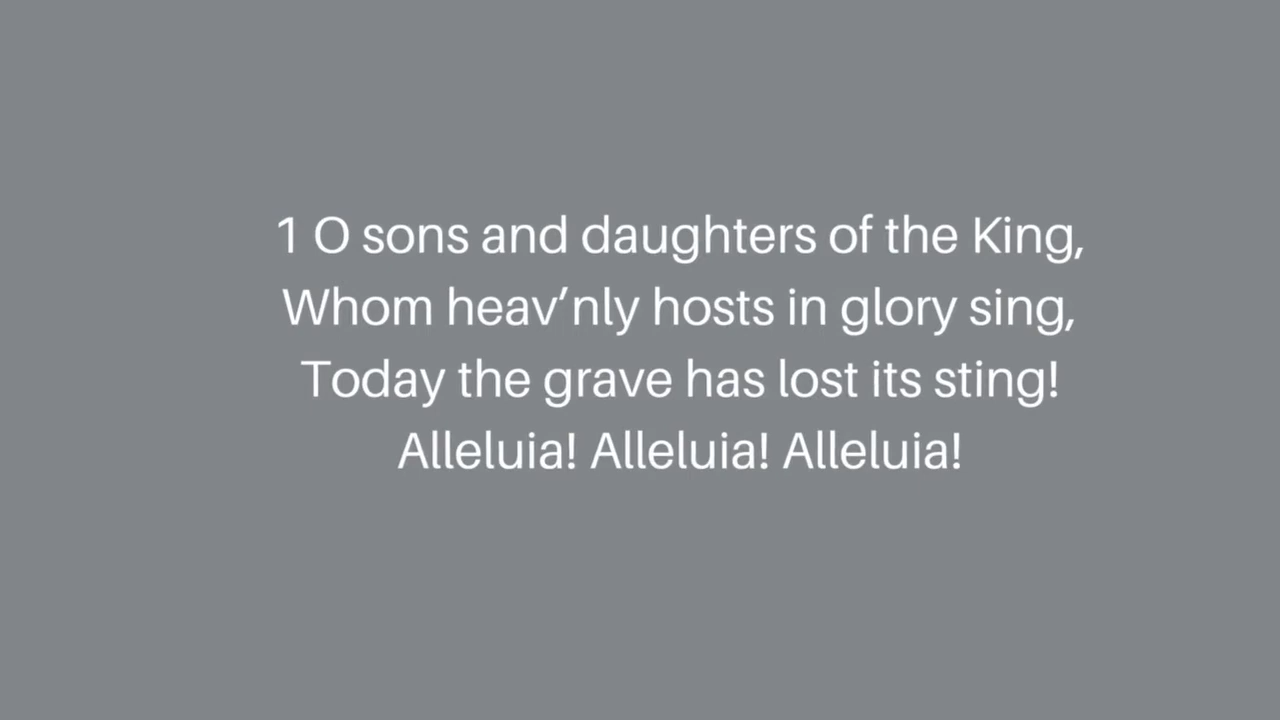 1 O sons and daughters of the King,
Whom heav’nly hosts in glory sing,
Today the grave has lost its sting!
Alleluia! Alleluia! Alleluia!